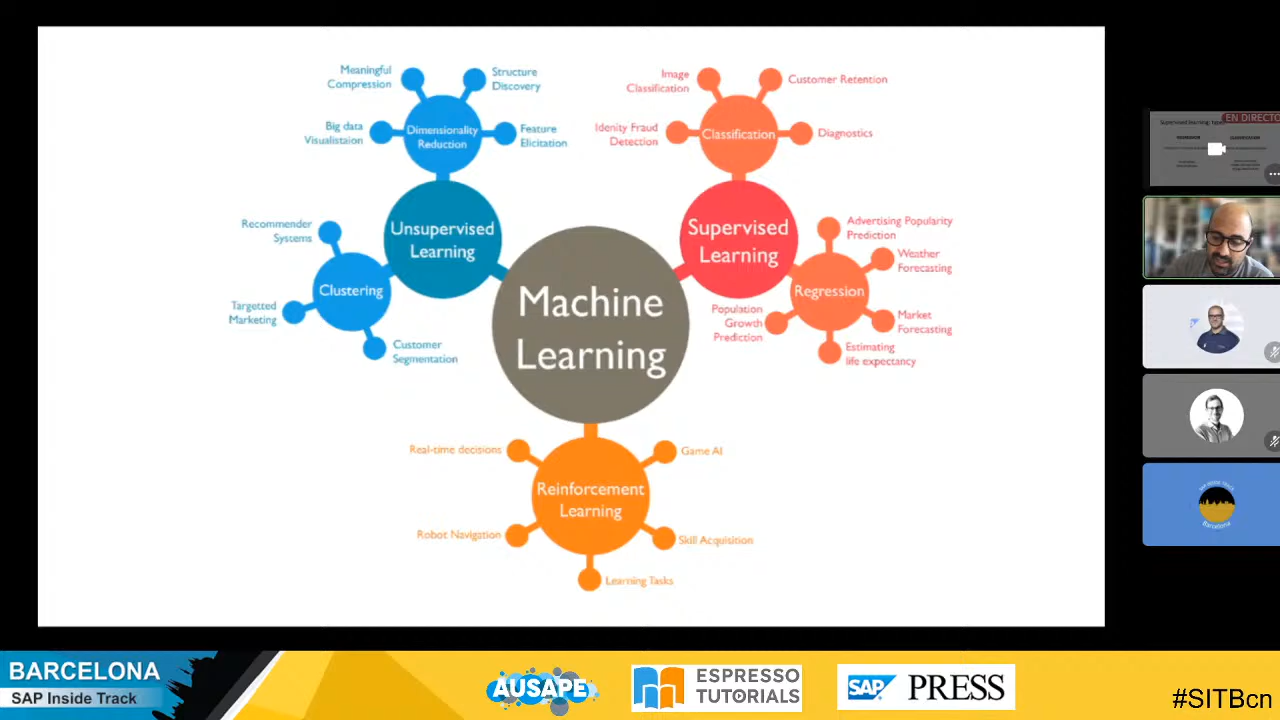 Meaningful
Compression
Structure
Discovery
Big data
Visualistaion
Dimensionality
Reduction
Feature
Elicitation
Image
Classification
Customer Retention
Idenity Fraud
Detection
Classification
Diagnostics
Recommender
Systems
Unsupervised
Learning
Supervised
Learning
Advertising Popularity
Prediction
Weather
Forecasting
Clustering
Regression
Targetted
Marketing
Customer
Segmentation
Machine
Learning
Population
Growth
Prediction
Market
Forecasting
Estimating
life expectancy
Real-time decisions
Game AI
Reinforcement
Learning
Robot Navigation
Skill Acquisition
Learning Tasks
EN DIRECTO
Supervised learning:
Barcelona
BARCELONA
SAP Inside Track
AUSAPE
ESPRESSO
TUTORIALS
SAP PRESS
#SITBcn